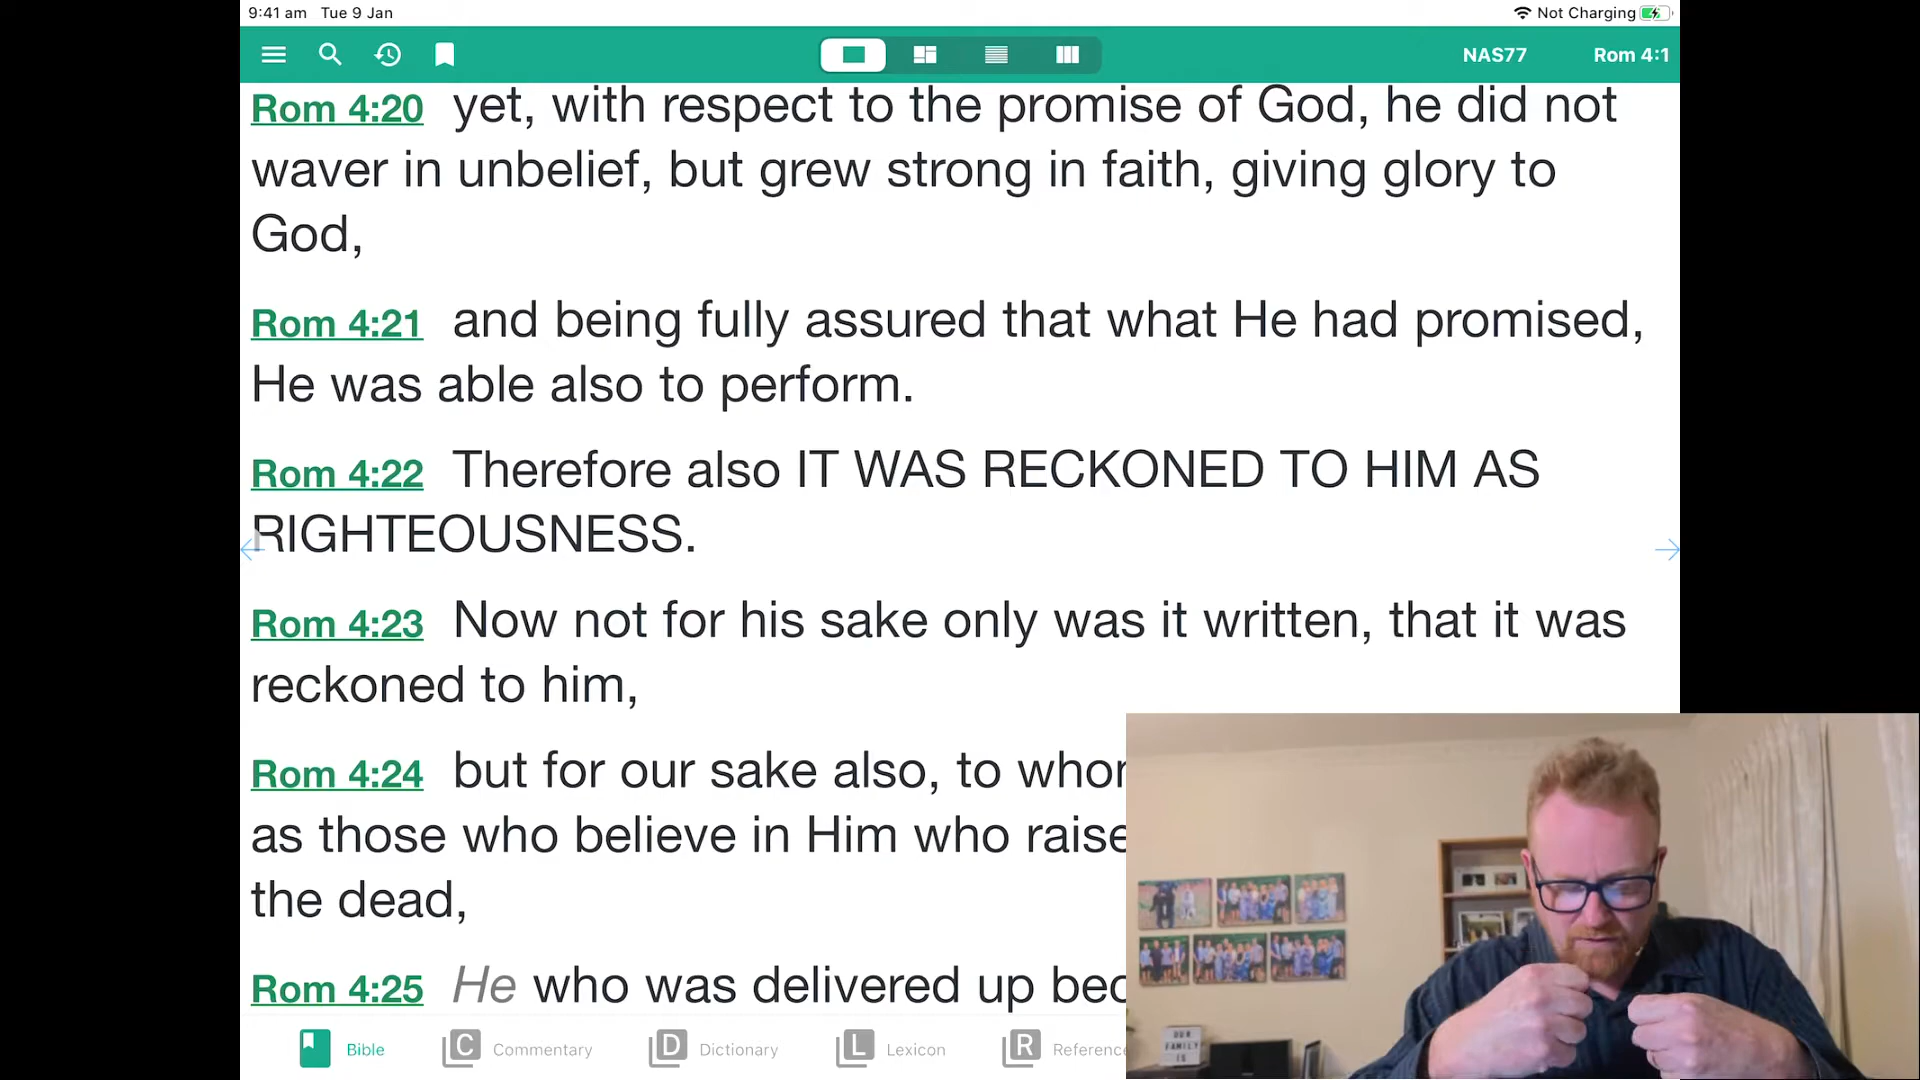 9:41 am Tue 9 Jan
Not Charging
NAS77
Rom 4:1
Rom 4:20 yet, with respect to the promise of God, he did not
waver in unbelief, but grew strong in faith, giving glory to
God,
Rom 4:21 and being fully assured that what He had promised,
He was able also to perform.
Rom 4:22 Therefore also IT WAS RECKONED TO HIM AS
RIGHTEOUSNESS.
Rom 4:23 Now not for his sake only was it written, that it was
reckoned to him,
Rom 4:24 but for our sake also, to
as those who believe in Him who
the dead,
Rom 4:25 He who was delivered up
OUR
FAMILY
IS
Bible
C Commentary
D Dictionary
L Lexicon
R